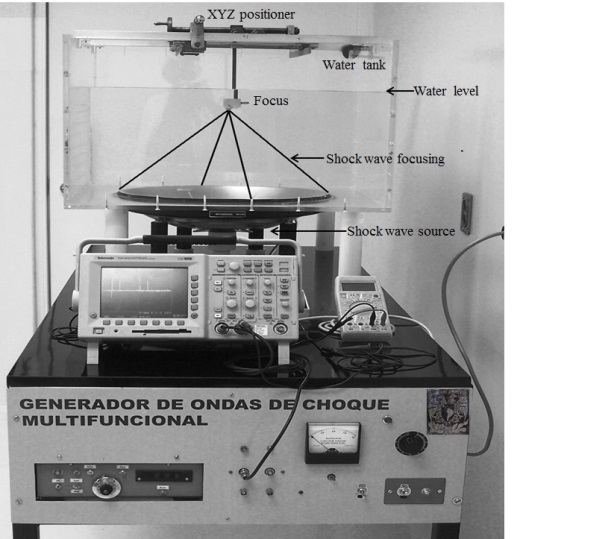 XYZ positioner
Water tank
Water level
Focus
Shock wave focusing
Shock wave source
Tektronix
GENERADOR DE ONDAS DE CHOQUE
MULTIFUNCIONAL